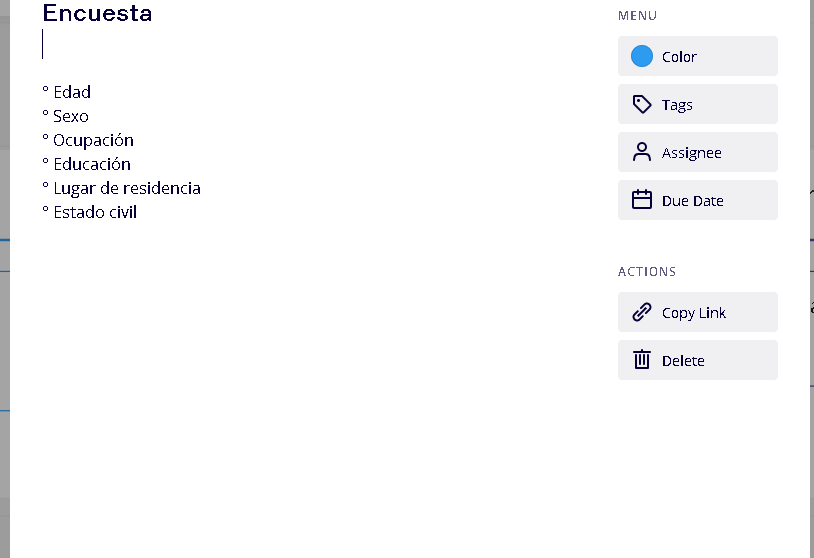 Encuesta
° Edad
° Sexo
° Ocupación
° Educación
° Lugar de residencia
° Estado civil
MENU
Color
Tags
Assignee
Due Date
ACTIONS
Copy Link
Delete